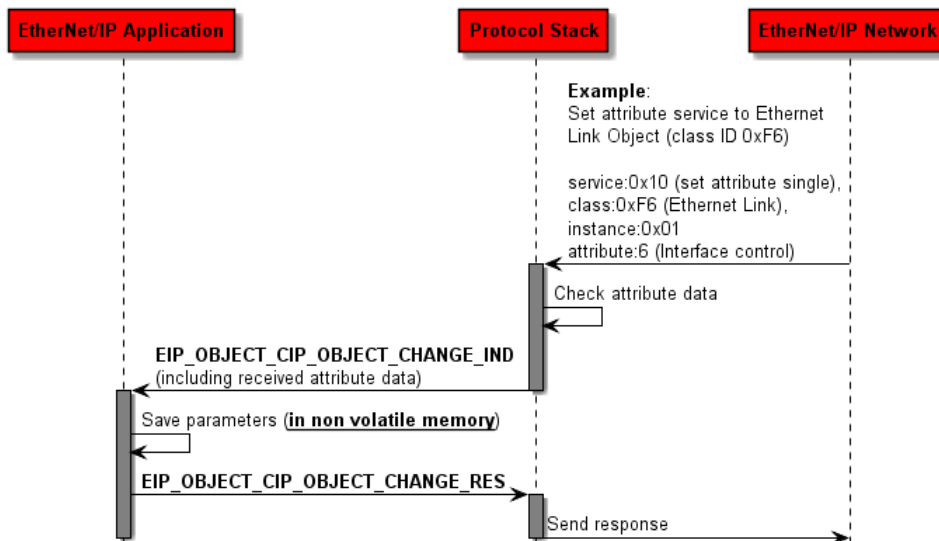 EtherNet/IP Application
Protocol Stack
EtherNet/IP Network
Example:
Set attribute service to Ethernet
Link Object (class ID 0xF6)
service:0x10 (set attribute single),
class:0xF6 (Ethernet Link),
instance:0x01
attribute:6 (Interface control)
Check attribute data
EIP_OBJECT_CIP_OBJECT_CHANGE_IND
(including received attribute data)
Save parameters (in non volatile memory)
EIP_OBJECT_CIP_OBJECT_CHANGE_RES
Send response